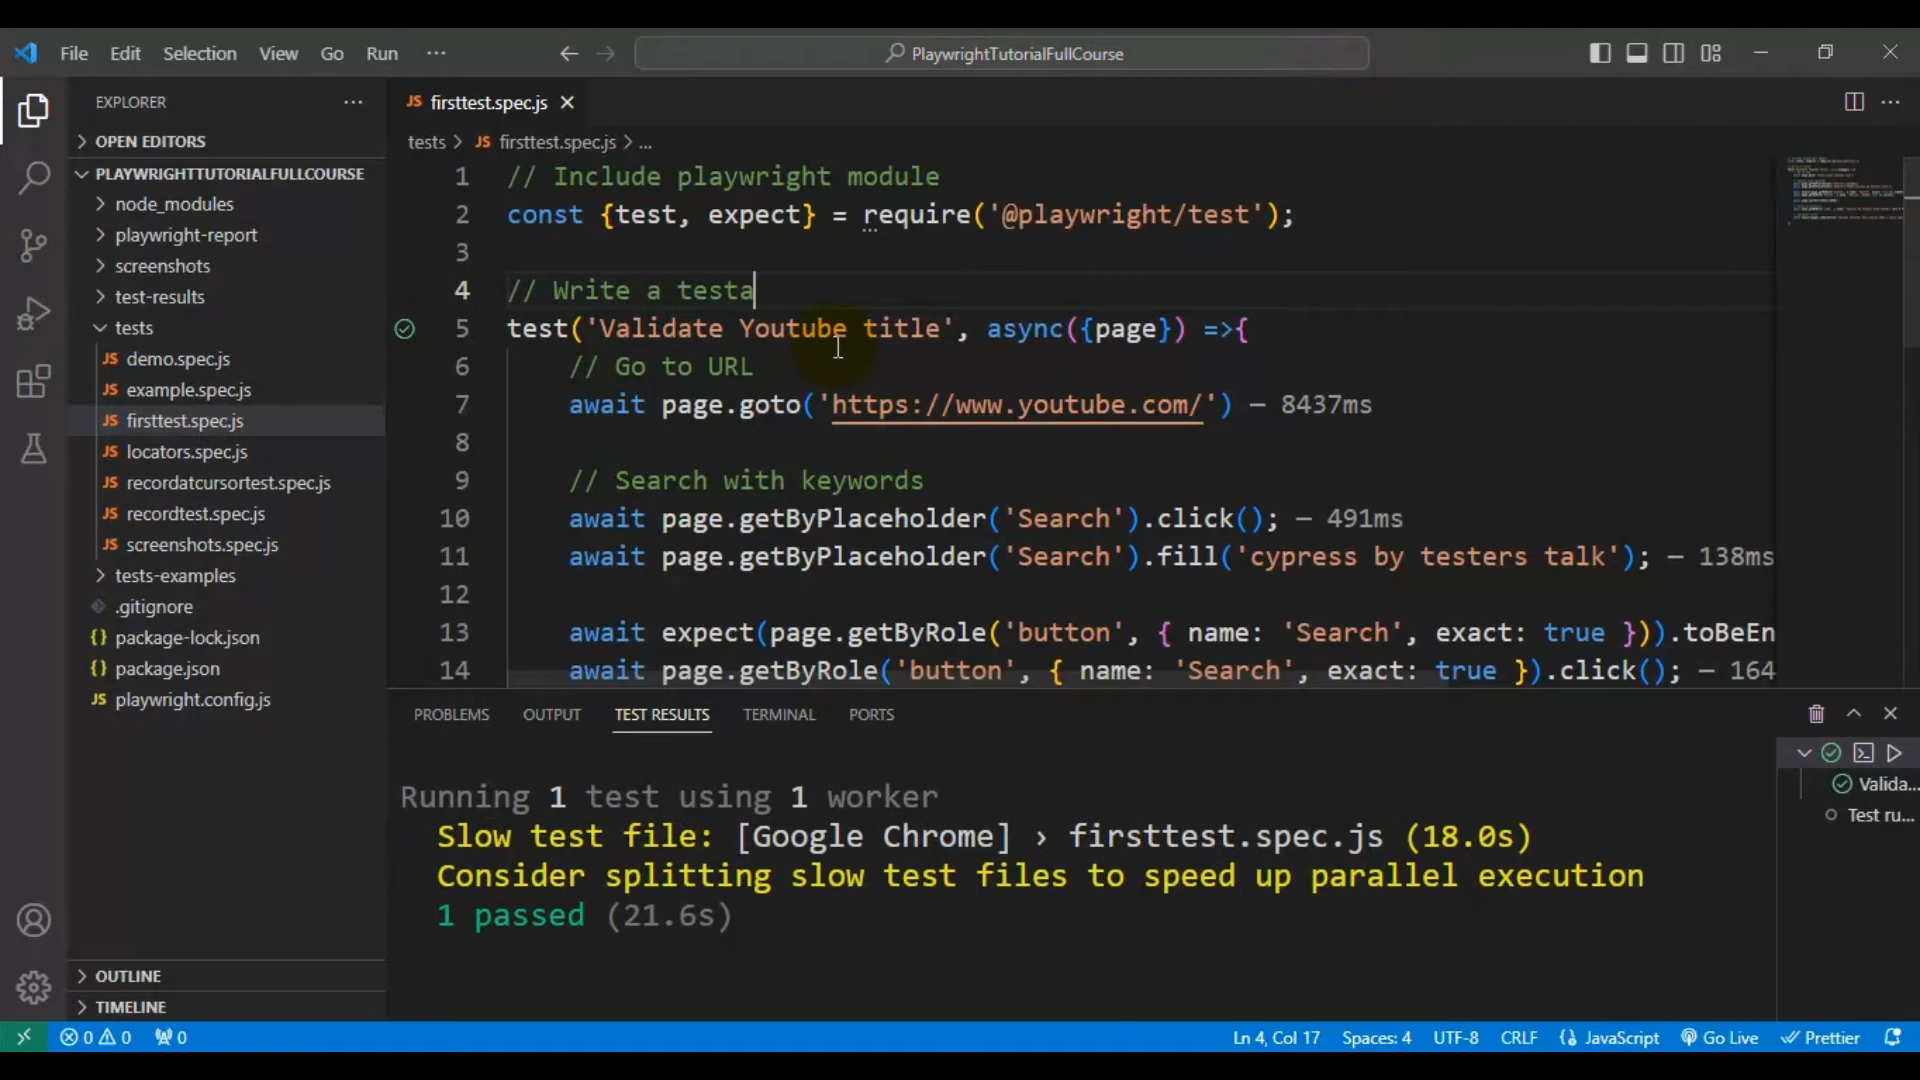 File Edit Selection View Go Run ···
PlaywrightTutorialFullCourse
EXPLORER ···
OPEN EDITORS
PLAYWRIGHTTUTORIALFULLCOURSE
node_modules
playwright-report
screenshots
test-results
tests
JS demo.spec.js
JS example.spec.js
JS firsttest.spec.js
JS locators.spec.js
JS recordatcursortest.spec.js
JS recordtest.spec.js
JS screenshots.spec.js
tests-examples
.gitignore
{} package-lock.json
{} package.json
JS playwright.config.js
OUTLINE
TIMELINE
JS firsttest.spec.js
tests > JS firsttest.spec.js > ...
1 // Include playwright module
2 const {test, expect} = require('@playwright/test');
3
4 // Write a testa
5 test('Validate Youtube title', async({page}) =>{
6 // Go to URL
7 await page.goto('https://www.youtube.com/') — 8437ms
8
9 // Search with keywords
10 await page.getByPlaceholder('Search').click(); — 491ms
11 await page.getByPlaceholder('Search').fill('cypress by testers talk'); — 138ms
12
13 await expect(page.getByRole('button', { name: 'Search', exact: true })).toBeEn
14 await page.getByRole('button', { name: 'Search', exact: true }).click(); — 164
PROBLEMS OUTPUT TEST RESULTS TERMINAL PORTS
Running 1 test using 1 worker
Slow test file: [Google Chrome] › firsttest.spec.js (18.0s)
Consider splitting slow test files to speed up parallel execution
1 passed (21.6s)
Valida...
Test ru...
0 0 0
Ln 4, Col 17 Spaces: 4 UTF-8 CRLF {} JavaScript Go Live Prettier